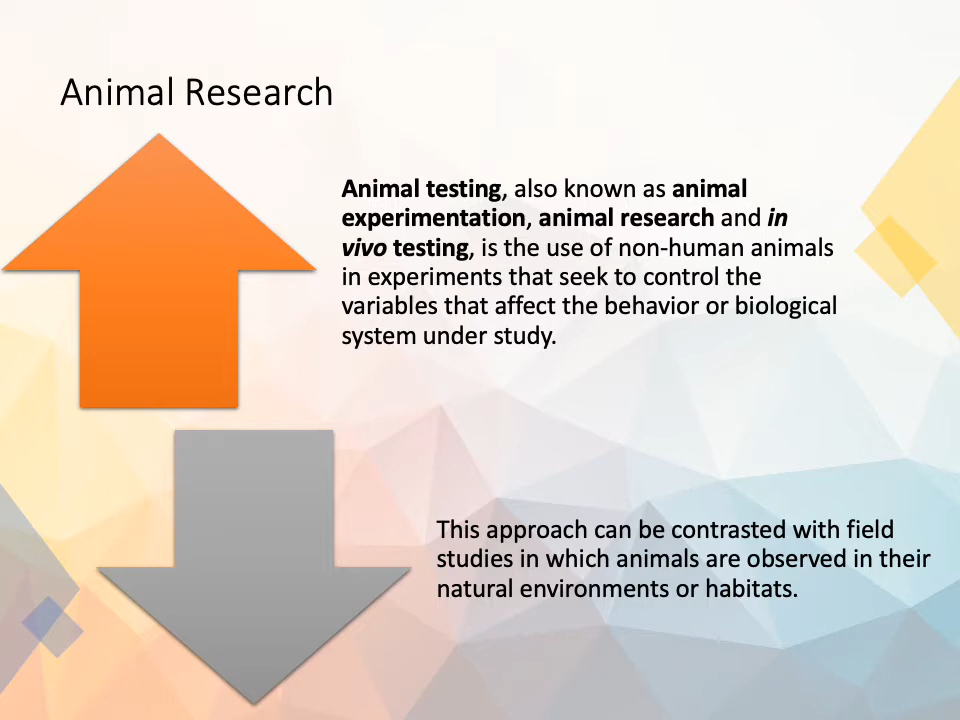 Animal Research
Animal testing, also known as animal
experimentation, animal research and in
vivo testing, is the use of non-human animals
in experiments that seek to control the
variables that affect the behavior or biological
system under study.
This approach can be contrasted with field
studies in which animals are observed in their
natural environments or habitats.